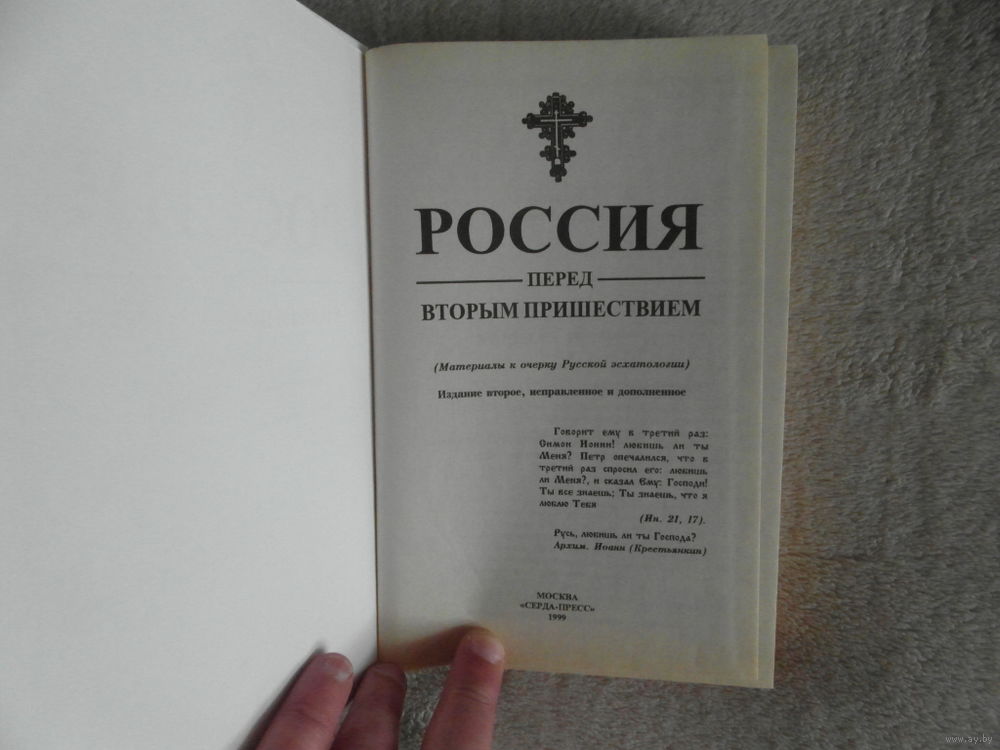 РОССИЯ
ПЕРЕД
ВТОРЫМ ПРИШЕСТВИЕМ
(Материалы к очерку Русской эсхатологии)
Издание второе, исправленное и дополненное
Говорит ему в третий раз:
Симон Ионин! любишь ли ты
Меня? Петр опечалился, что в
третий раз спросил его: любишь
ли Меня?, и сказал Ему: Господи!
Ты все знаешь; Ты знаешь, что я
люблю Тебя
(Ин. 21, 17).
Русь, любишь ли ты Господа?
Архим. Иоанн (Крестьянкин)
МОСКВА
«СЕРДА-ПРЕСС»
1999
www.ay.by